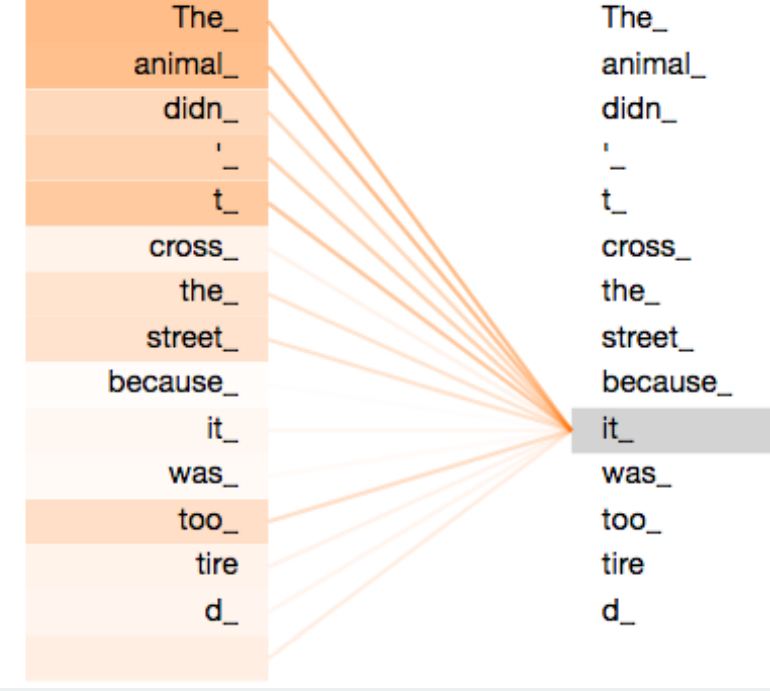 The_ The_
animal_ animal_
didn_ didn_
'_ '_
t_ t_
cross_ cross_
the_ the_
street_ street_
because_ because_
it_ it_
was_ was_
too_ too_
tire tire
d_ d_